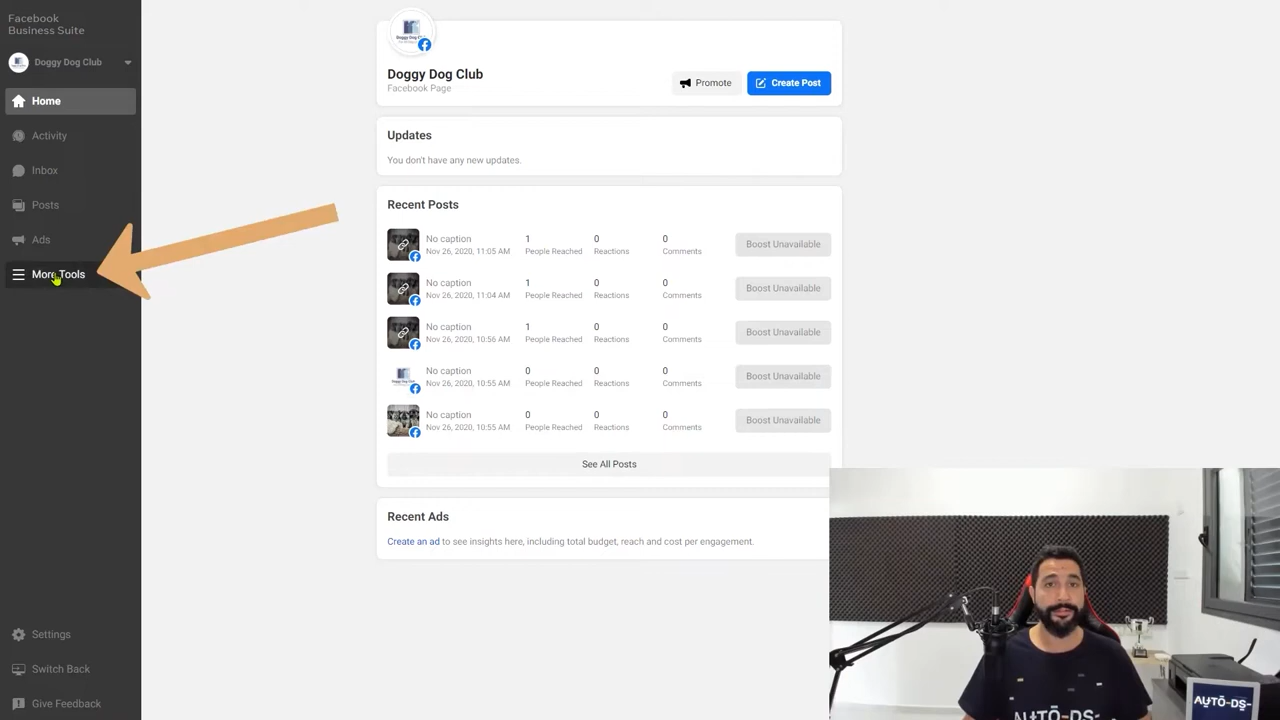 Facebook
Business Suite
Doggy Dog Club
Home
Activity
Inbox
Posts
Ads
More Tools
Settings
Switch Back
Give Feedback
Doggy Dog Club
Doggy Dog Club
Facebook Page
Promote
Create Post
Updates
You don't have any new updates.
Recent Posts
No caption
Nov 26, 2020, 11:05 AM
1
People Reached
0
Reactions
0
Comments
Boost Unavailable
No caption
Nov 26, 2020, 11:04 AM
1
People Reached
0
Reactions
0
Comments
Boost Unavailable
No caption
Nov 26, 2020, 10:56 AM
1
People Reached
0
Reactions
0
Comments
Boost Unavailable
No caption
Nov 26, 2020, 10:55 AM
0
People Reached
0
Reactions
0
Comments
Boost Unavailable
No caption
Nov 26, 2020, 10:55 AM
0
People Reached
0
Reactions
0
Comments
Boost Unavailable
See All Posts
Recent Ads
Create an ad to see insights here, including total budget, reach and cost per engagement.
AUTO-DS-
AUTO-DS-